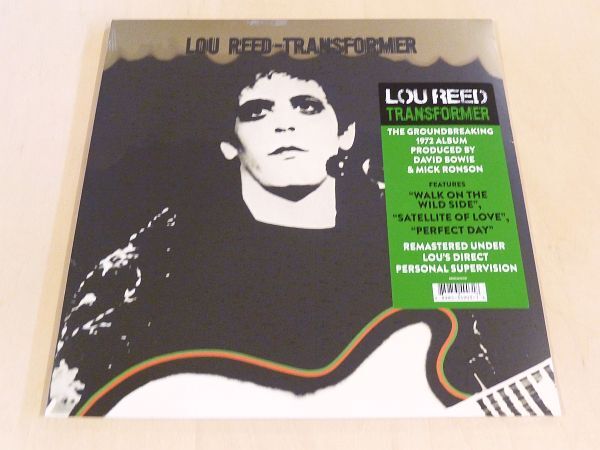 LOU REED-TRANSFORMER
LOU REED
TRANSFORMER
THE GROUNDBREAKING
1972 ALBUM
PRODUCED BY
DAVID BOWIE
& MICK RONSON
FEATURES
"WALK ON THE
WILD SIDE",
"SATELLITE OF LOVE",
"PERFECT DAY"
REMASTERED UNDER
LOU'S DIRECT
PERSONAL SUPERVISION